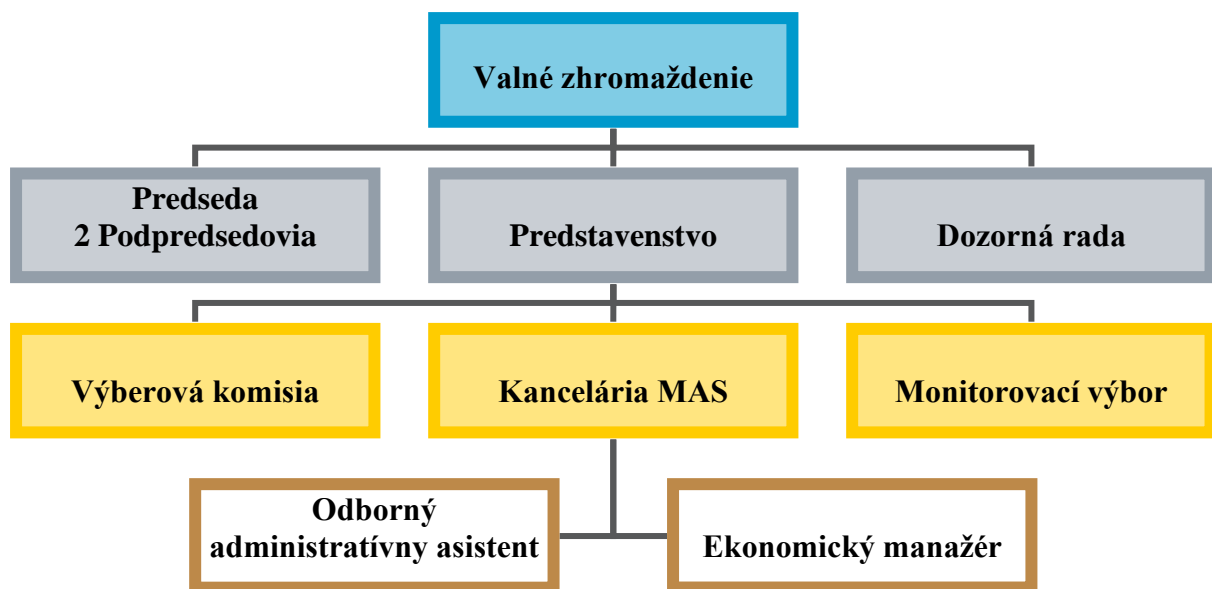 Valné zhromaždenie
Predseda
2 Podpredsedovia
Predstavenstvo
Dozorná rada
Výberová komisia
Kancelária MAS
Monitorovací výbor
Odborný
administratívny asistent
Ekonomický manažér